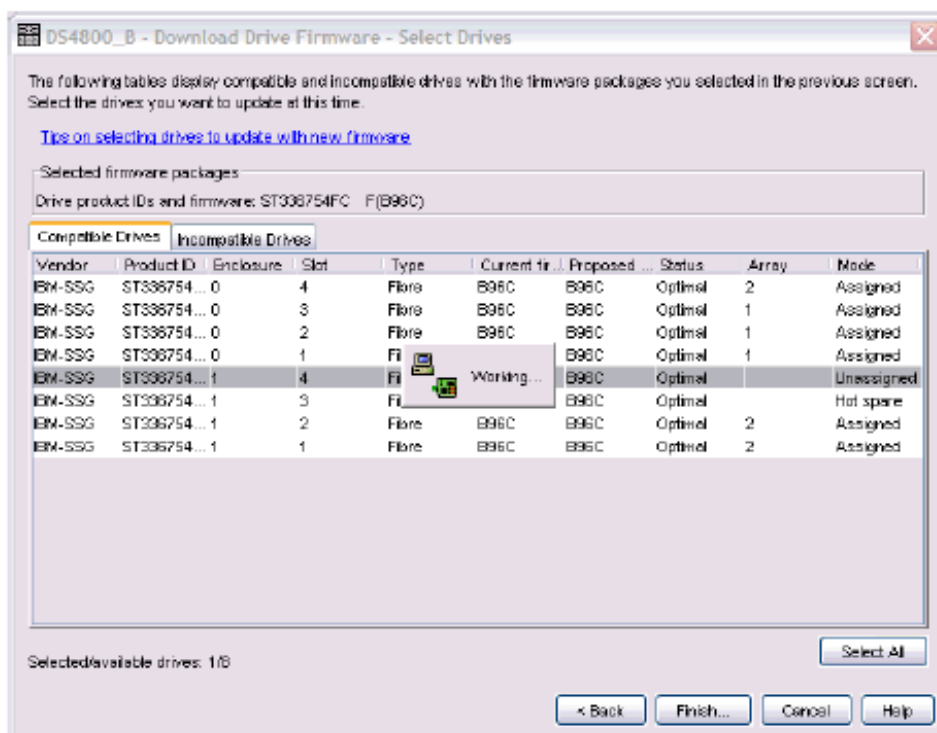 DS4800_B - Download Drive Firmware - Select Drives
The following tables display compatible and incompatible drives with the firmware packages you selected in the previous screen.
Select the drives you want to update at this time.
Tips on selecting drives to update with new firmware
Selected firmware packages
Drive product IDs and firmware: ST336754FC F(B96C)
Compatible Drives Incompatible Drives
Vendor Product ID Enclosure Slot Type Current fir... Proposed ... Status Array Mode
IBM-SSG ST336754... 0 4 Fibre B96C B96C Optimal 2 Assigned
IBM-SSG ST336754... 0 3 Fibre B96C B96C Optimal 1 Assigned
IBM-SSG ST336754... 0 2 Fibre B96C B96C Optimal 1 Assigned
IBM-SSG ST336754... 0 1 Fi B96C Optimal 1 Assigned
IBM-SSG ST336754... 1 4 Fi B96C Optimal Unassigned
Working...
IBM-SSG ST336754... 1 3 Fi B96C Optimal Hot spare
IBM-SSG ST336754... 1 2 Fibre B96C B96C Optimal 2 Assigned
IBM-SSG ST336754... 1 1 Fibre B96C B96C Optimal 2 Assigned
Select All
Selected/available drives: 1/8
< Back Finish... Cancel Help